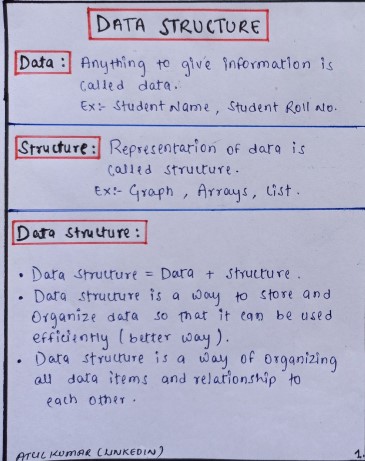 DATA STRUCTURE
Data : Anything to give information is
called data.
Ex:- Student Name, Student Roll No.
Structure : Representation of data is
called structure.
Ex:- Graph, Arrays, List.
Data structure :
• Data structure = Data + structure.
• Data structure is a way to store and
Organize data so that it can be used
efficiently (better way).
• Data structure is a way of organizing
all data items and relationship to
each other.
ATUL KUMAR (LINKEDIN) 1.